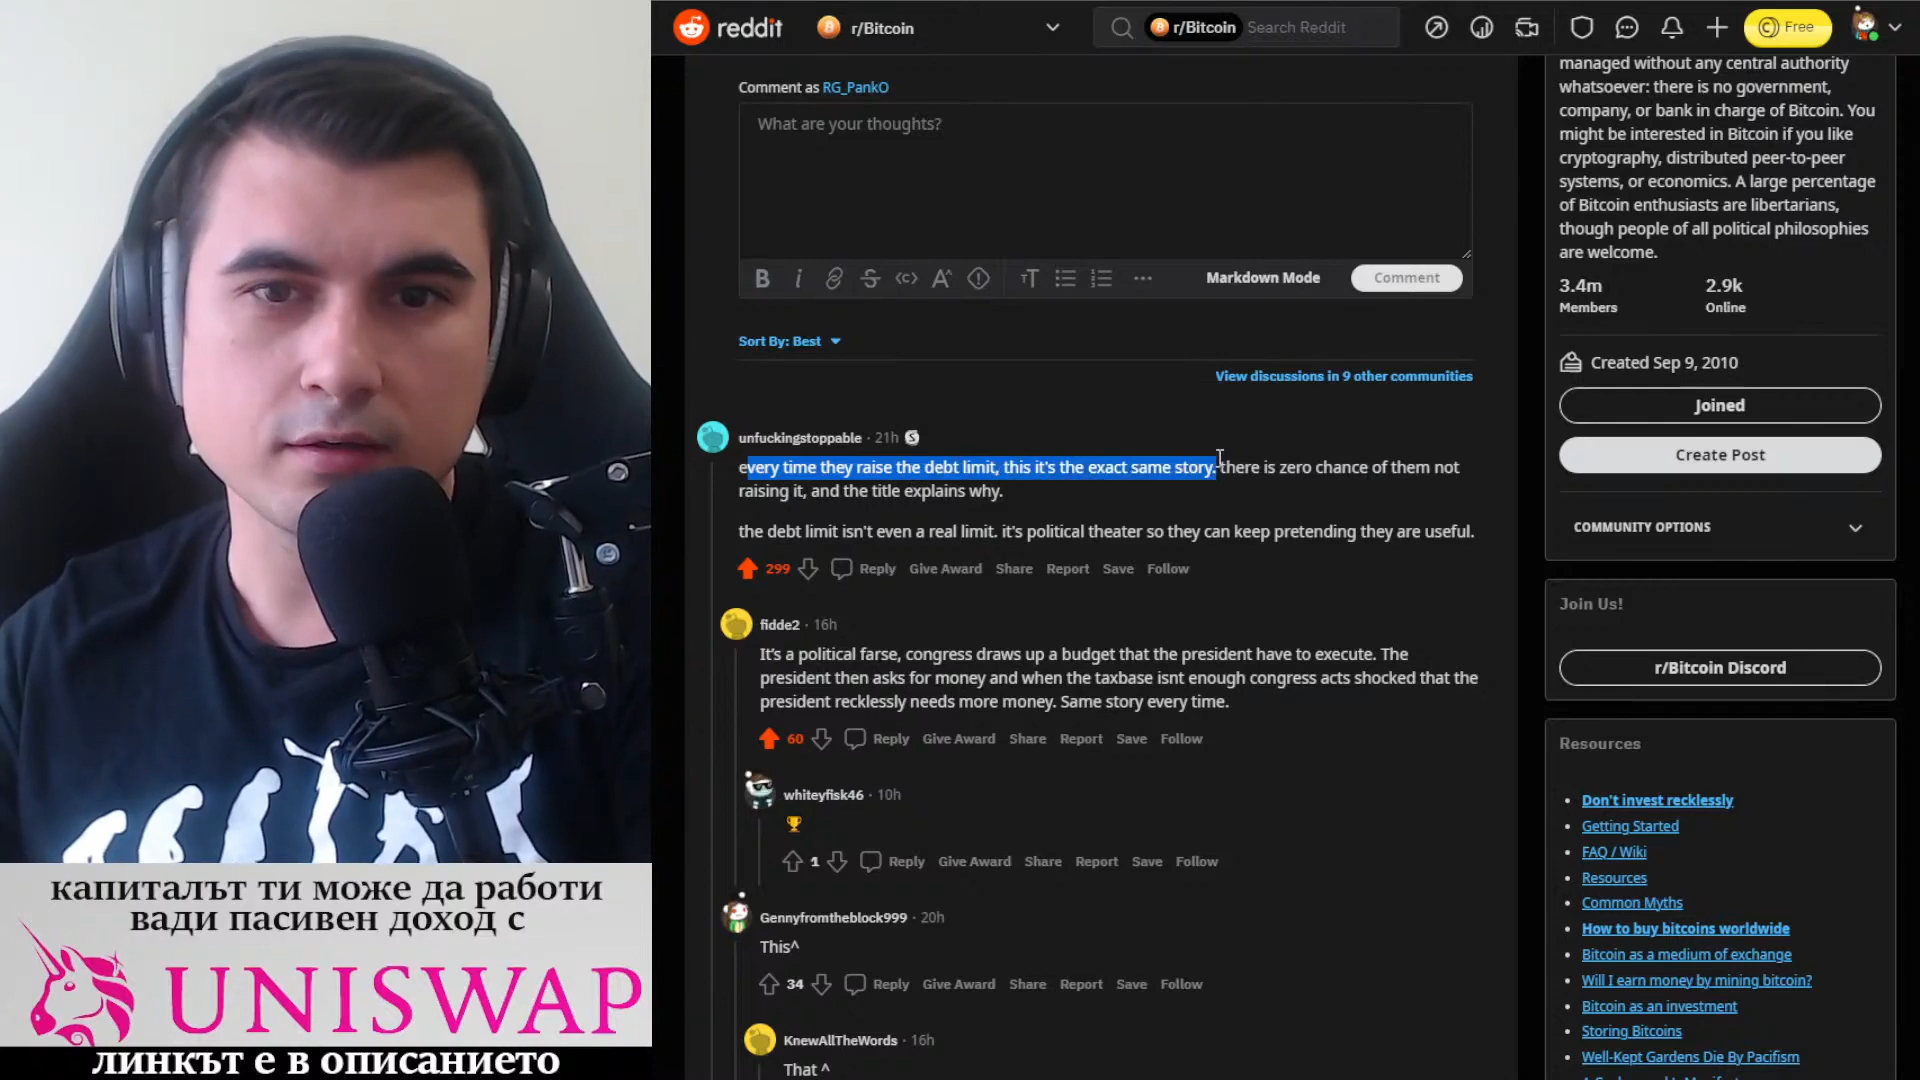 reddit
r/Bitcoin
r/Bitcoin Search Reddit
Free
Comment as RG_PankO
What are your thoughts?
Markdown Mode
Comment
Sort By: Best
View discussions in 9 other communities
unfuckingstoppable · 21h
every time they raise the debt limit, this it's the exact same story. there is zero chance of them not
raising it, and the title explains why.
the debt limit isn't even a real limit. it's political theater so they can keep pretending they are useful.
299 Reply Give Award Share Report Save Follow
fidde2 · 16h
It's a political farse, congress draws up a budget that the president have to execute. The
president then asks for money and when the taxbase isnt enough congress acts shocked that the
president recklessly needs more money. Same story every time.
60 Reply Give Award Share Report Save Follow
whiteyfisk46 · 10h
1 Reply Give Award Share Report Save Follow
Gennyfromtheblock999 · 20h
This^
34 Reply Give Award Share Report Save Follow
KnewAllTheWords · 16h
That ^
managed without any central authority
whatsoever: there is no government,
company, or bank in charge of Bitcoin. You
might be interested in Bitcoin if you like
cryptography, distributed peer-to-peer
systems, or economics. A large percentage
of Bitcoin enthusiasts are libertarians,
though people of all political philosophies
are welcome.
3.4m 2.9k
Members Online
Created Sep 9, 2010
Joined
Create Post
COMMUNITY OPTIONS
Join Us!
r/Bitcoin Discord
Resources
Don't invest recklessly
Getting Started
FAQ / Wiki
Resources
Common Myths
How to buy bitcoins worldwide
Bitcoin as a medium of exchange
Will I earn money by mining bitcoin?
Bitcoin as an investment
Storing Bitcoins
Well-Kept Gardens Die By Pacifism
капиталът ти може да работи
вади пасивен доход с
UNISWAP
линкът е в описанието